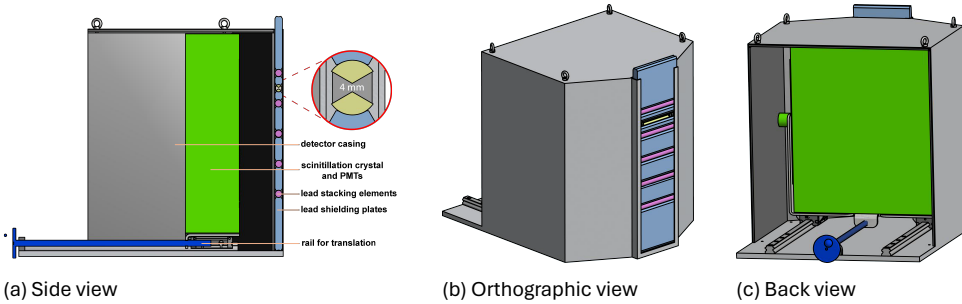 4 mm
detector casing
scinitillation crystal
and PMTs
lead stacking elements
lead shielding plates
rail for translation
(a) Side view
(b) Orthographic view
(c) Back view